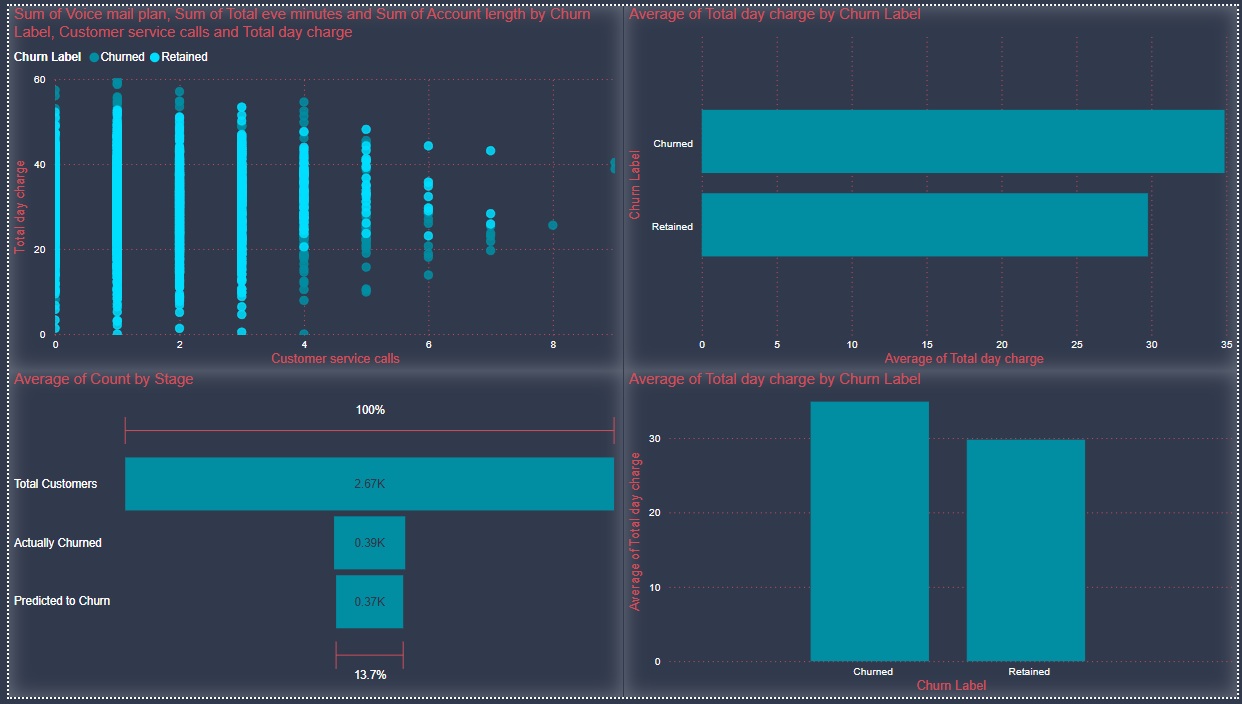 Sum of Voice mail plan, Sum of Total eve minutes and Sum of Account length by Churn
Label, Customer service calls and Total day charge
Churn Label Churned Retained
60
40
20
0
Total day charge
0 2 4 6 8
Customer service calls
Average of Total day charge by Churn Label
Churn Label
Churned
Retained
0 5 10 15 20 25 30 35
Average of Total day charge
Average of Count by Stage
100%
Total Customers 2.67K
Actually Churned 0.39K
Predicted to Churn 0.37K
13.7%
Average of Total day charge by Churn Label
Average of Total day charge
30
20
10
0
Churned Retained
Churn Label